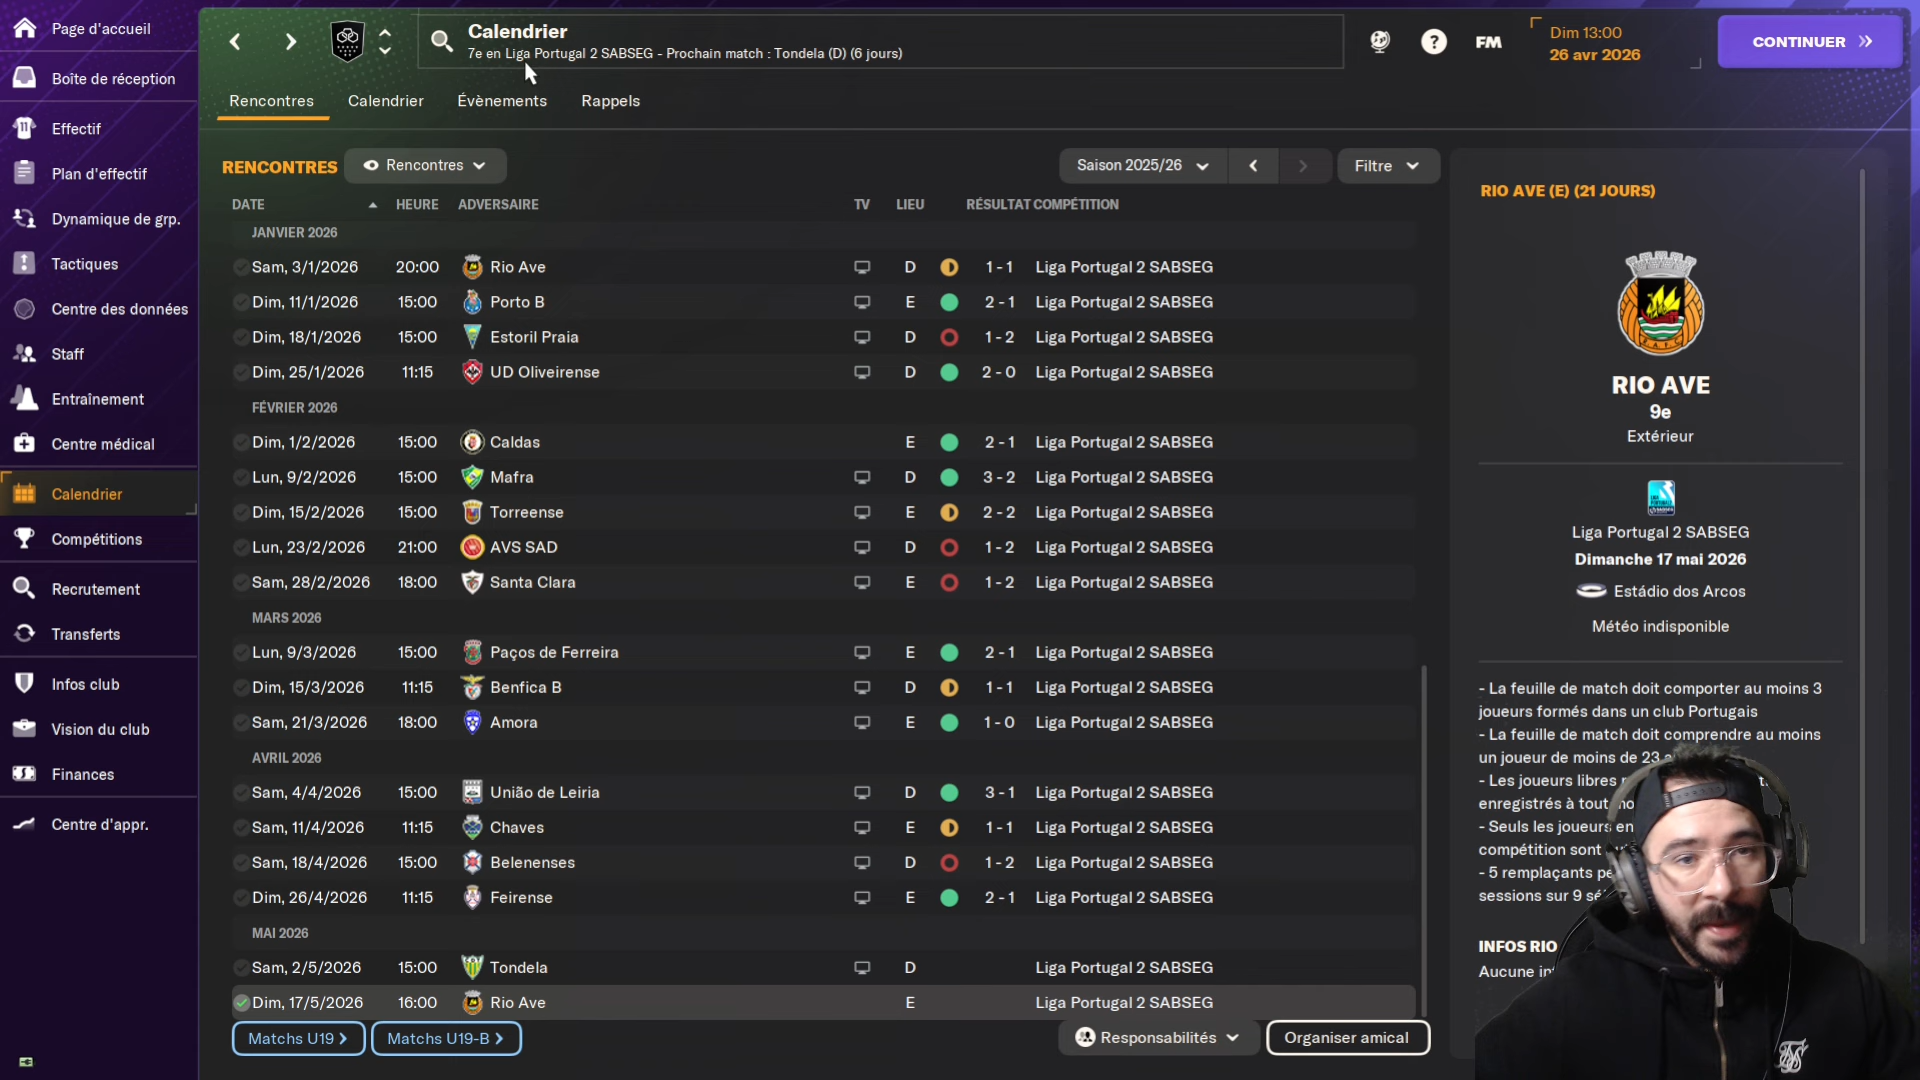 Page d'accueil
Boîte de réception
Effectif
Plan d'effectif
Dynamique de grp.
Tactiques
Centre des données
Staff
Entraînement
Centre médical
Calendrier
Compétitions
Recrutement
Transferts
Infos club
Vision du club
Finances
Centre d'appr.
Calendrier
7e en Liga Portugal 2 SABSEG - Prochain match : Tondela (D) (6 jours)
? FM
Dim 13:00
26 avr 2026
CONTINUER
Rencontres Calendrier Évènements Rappels
RENCONTRES Rencontres Saison 2025/26 Filtre
DATE HEURE ADVERSAIRE TV LIEU RÉSULTAT COMPÉTITION
JANVIER 2026
Sam, 3/1/2026 20:00 Rio Ave D 1 - 1 Liga Portugal 2 SABSEG
Dim, 11/1/2026 15:00 Porto B E 2 - 1 Liga Portugal 2 SABSEG
Dim, 18/1/2026 15:00 Estoril Praia D 1 - 2 Liga Portugal 2 SABSEG
Dim, 25/1/2026 11:15 UD Oliveirense D 2 - 0 Liga Portugal 2 SABSEG
FÉVRIER 2026
Dim, 1/2/2026 15:00 Caldas E 2 - 1 Liga Portugal 2 SABSEG
Lun, 9/2/2026 15:00 Mafra D 3 - 2 Liga Portugal 2 SABSEG
Dim, 15/2/2026 15:00 Torreense E 2 - 2 Liga Portugal 2 SABSEG
Lun, 23/2/2026 21:00 AVS SAD D 1 - 2 Liga Portugal 2 SABSEG
Sam, 28/2/2026 18:00 Santa Clara E 1 - 2 Liga Portugal 2 SABSEG
MARS 2026
Lun, 9/3/2026 15:00 Paços de Ferreira E 2 - 1 Liga Portugal 2 SABSEG
Dim, 15/3/2026 11:15 Benfica B D 1 - 1 Liga Portugal 2 SABSEG
Sam, 21/3/2026 18:00 Amora E 1 - 0 Liga Portugal 2 SABSEG
AVRIL 2026
Sam, 4/4/2026 15:00 União de Leiria D 3 - 1 Liga Portugal 2 SABSEG
Sam, 11/4/2026 11:15 Chaves E 1 - 1 Liga Portugal 2 SABSEG
Sam, 18/4/2026 15:00 Belenenses D 1 - 2 Liga Portugal 2 SABSEG
Dim, 26/4/2026 11:15 Feirense E 2 - 1 Liga Portugal 2 SABSEG
MAI 2026
Sam, 2/5/2026 15:00 Tondela D Liga Portugal 2 SABSEG
Dim, 17/5/2026 16:00 Rio Ave E Liga Portugal 2 SABSEG
Matchs U19 Matchs U19-B Responsabilités Organiser amical
RIO AVE (E) (21 JOURS)
RIO AVE
9e
Extérieur
Liga Portugal 2 SABSEG
Dimanche 17 mai 2026
Estádio dos Arcos
Météo indisponible
- La feuille de match doit comporter au moins 3
joueurs formés dans un club Portugais
- La feuille de match doit comprendre au moins
un joueur de moins de 23
- Les joueurs libres
enregistrés à tout
- Seuls les joueurs en
compétition sont
- 5 remplaçants
sessions sur 9
INFOS RIO
Aucune